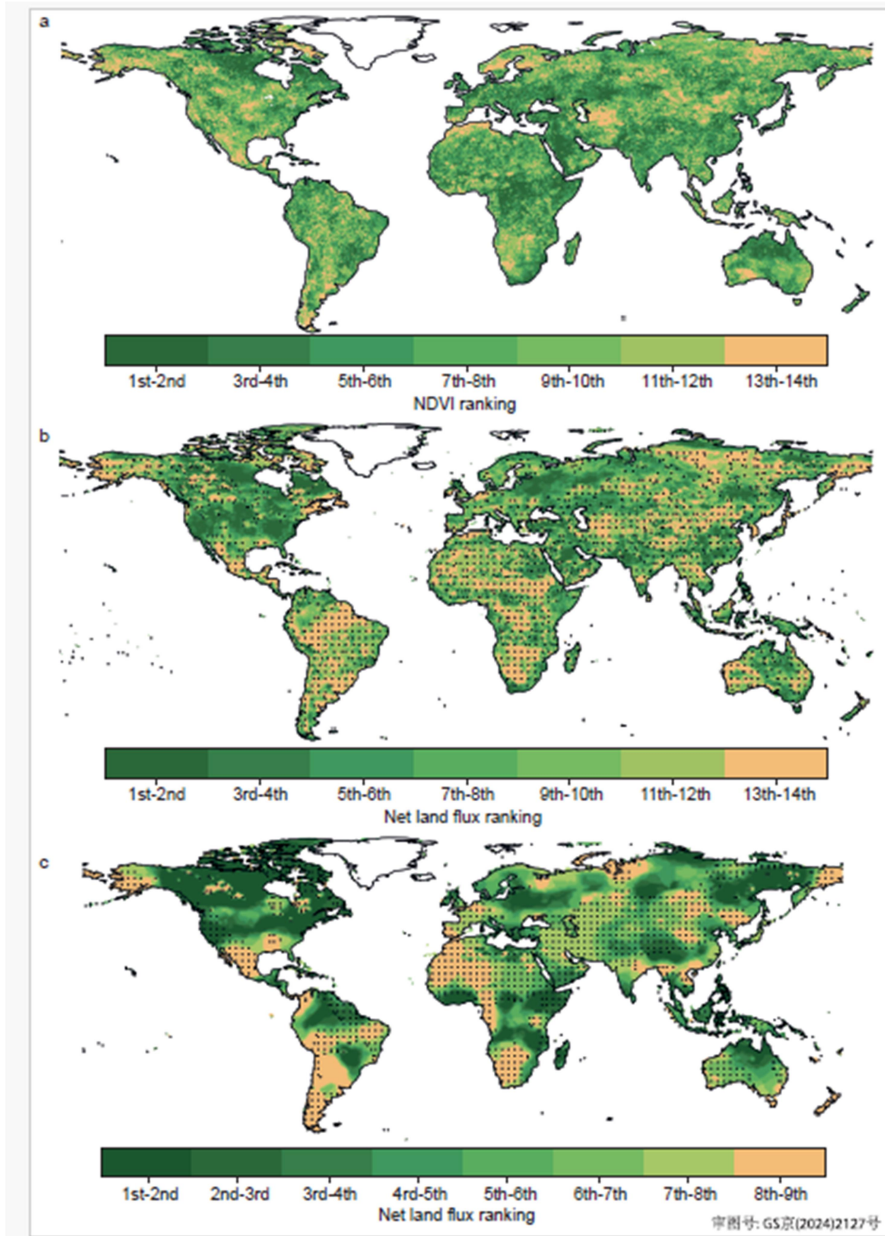 a
1st-2nd 3rd-4th 5th-6th 7th-8th 9th-10th 11th-12th 13th-14th
NDVI ranking
b
1st-2nd 3rd-4th 5th-6th 7th-8th 9th-10th 11th-12th 13th-14th
Net land flux ranking
c
1st-2nd 2nd-3rd 3rd-4th 4rd-5th 5th-6th 6th-7th 7th-8th 8th-9th
Net land flux ranking
审图号: GS京(2024)2127号